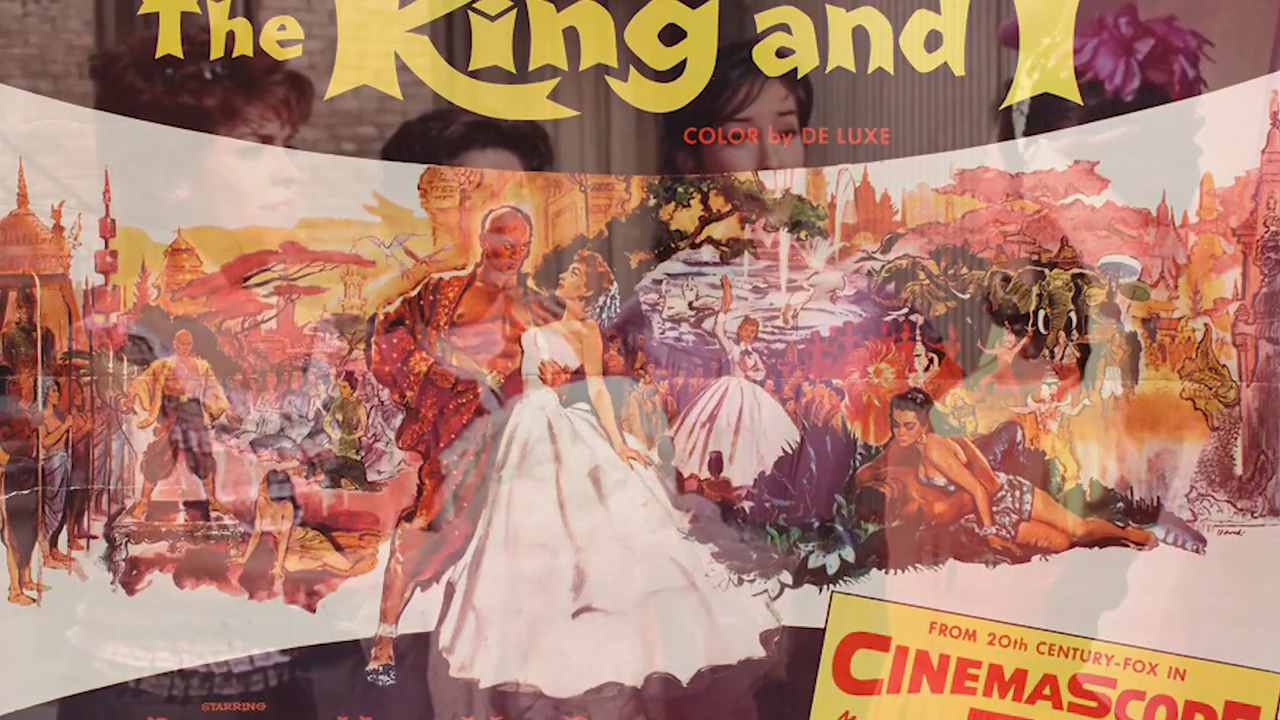 The King and I
COLOR by DE LUXE
FROM 20th CENTURY-FOX IN
CINEMASCOPE
STARRING